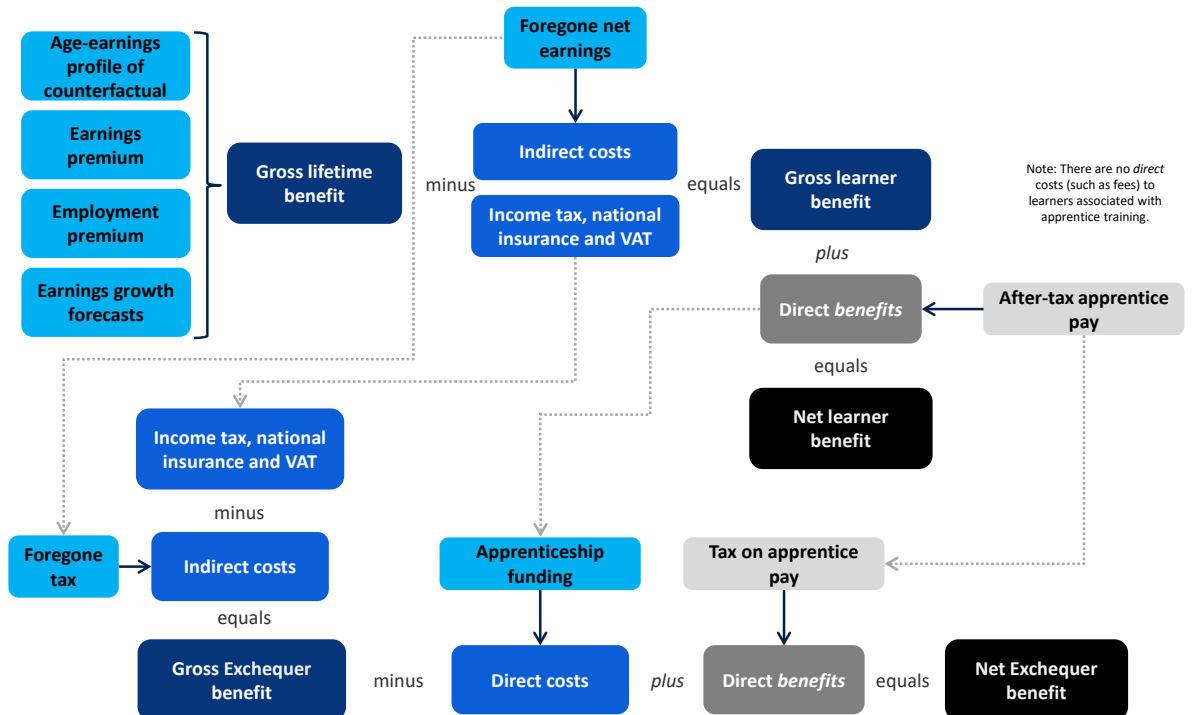 Foregone net
earnings
Age-earnings
profile of
counterfactual
Earnings
premium
Employment
premium
Earnings growth
forecasts
Gross lifetime
benefit
minus
Indirect costs
Income tax, national
insurance and VAT
equals
Gross learner
benefit
Note: There are no direct
costs (such as fees) to
learners associated with
apprentice training.
plus
Direct benefits
After-tax apprentice
pay
equals
Net learner
benefit
Income tax, national
insurance and VAT
minus
Foregone
tax
Indirect costs
Apprenticeship
funding
Tax on apprentice
pay
equals
Gross Exchequer
benefit
minus
Direct costs
plus
Direct benefits
equals
Net Exchequer
benefit